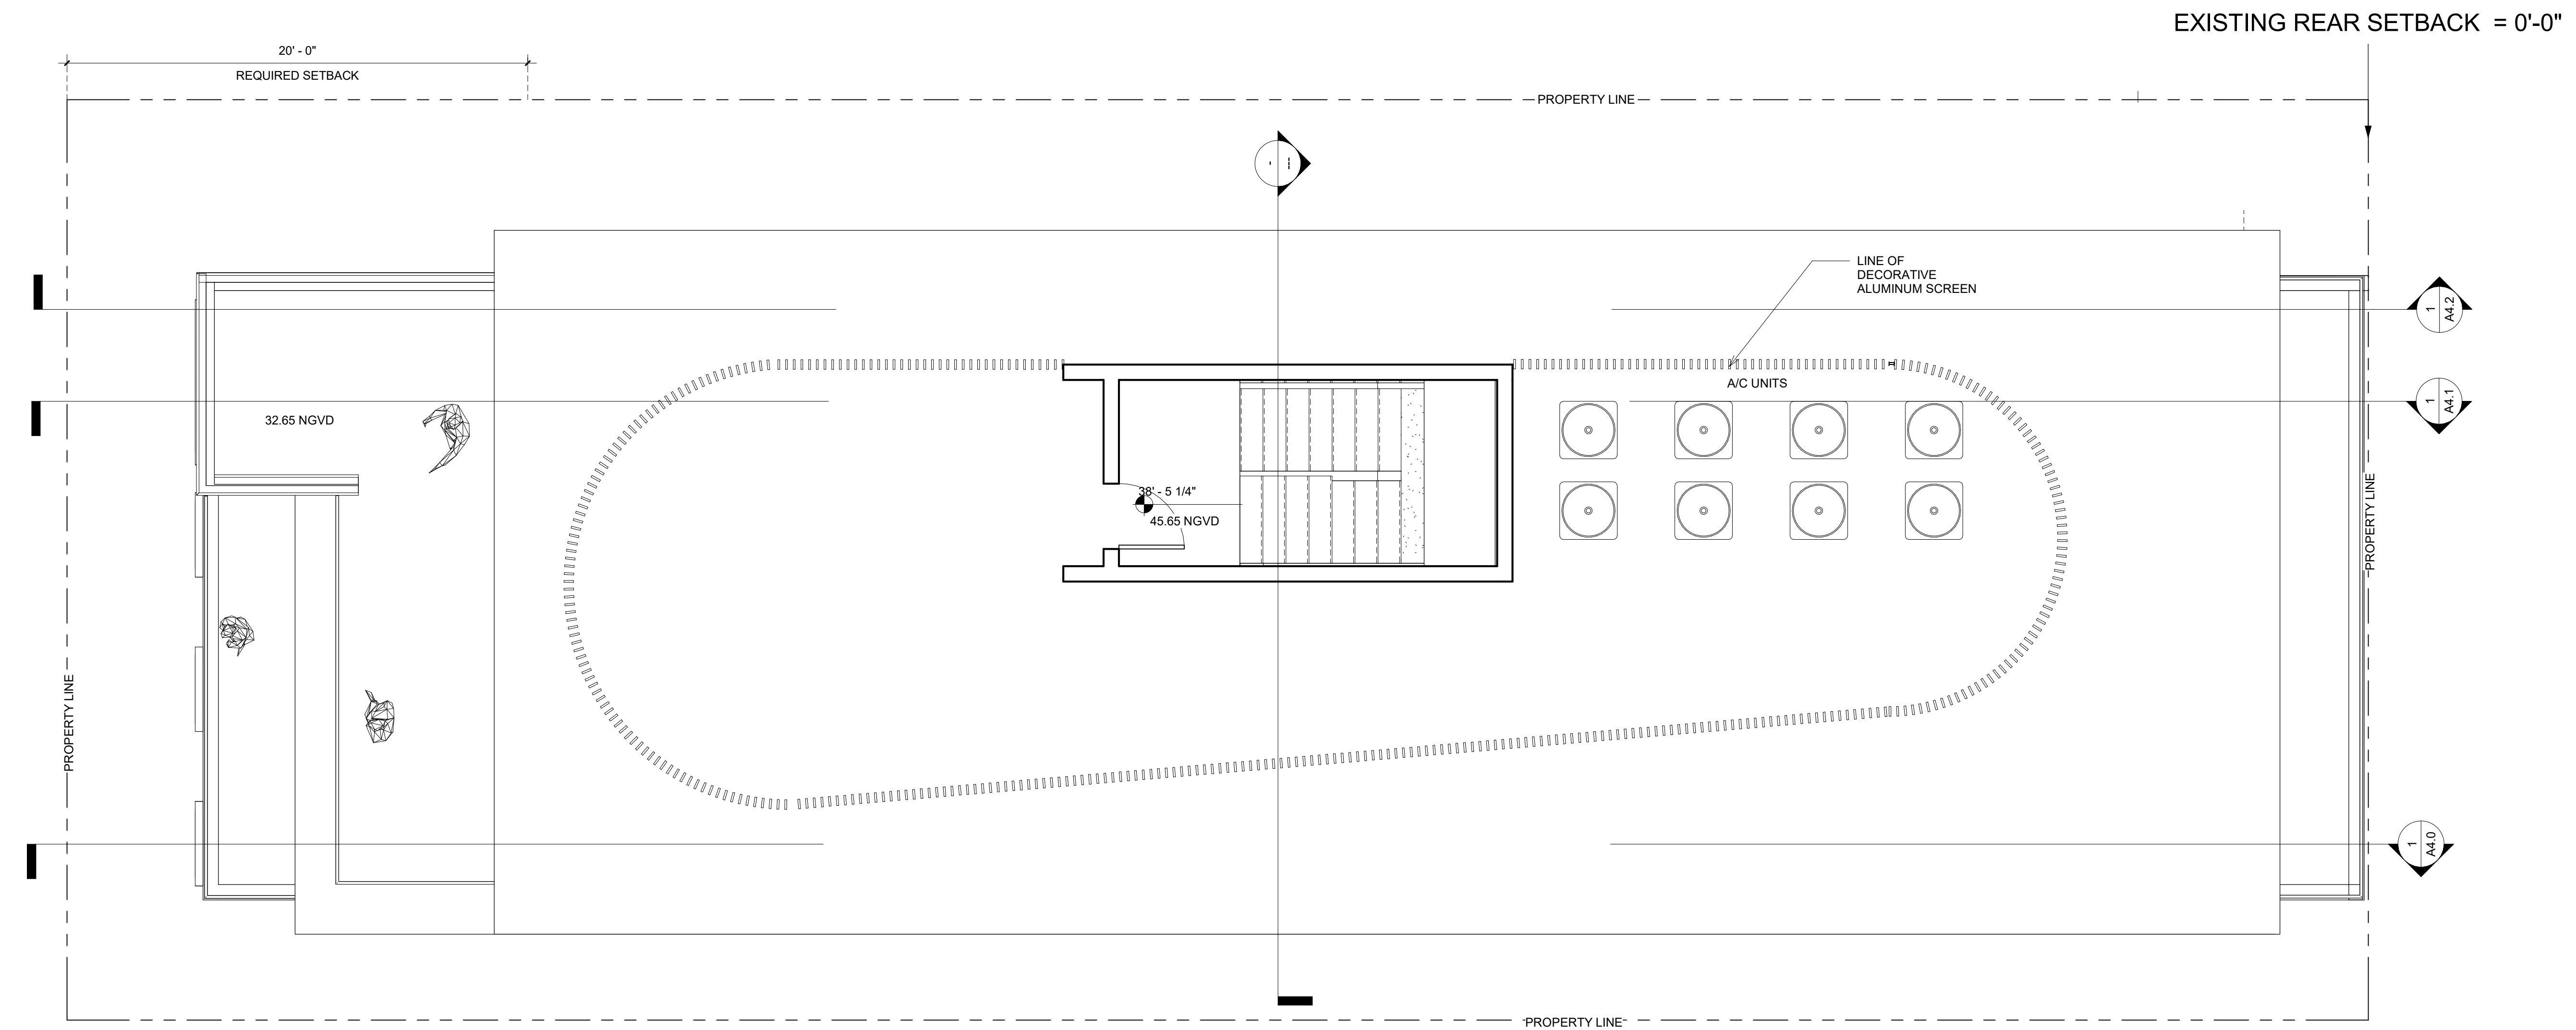 EXISTING REAR SETBACK = 0'-0"
20' - 0"
REQUIRED SETBACK
PROPERTY LINE
-
---
LINE OF
DECORATIVE
ALUMINUM SCREEN
1
A4.2
A/C UNITS
1
A4.1
32.65 NGVD
38' - 5 1/4"
45.65 NGVD
PROPERTY LINE
PROPERTY LINE
1
A4.0
PROPERTY LINE